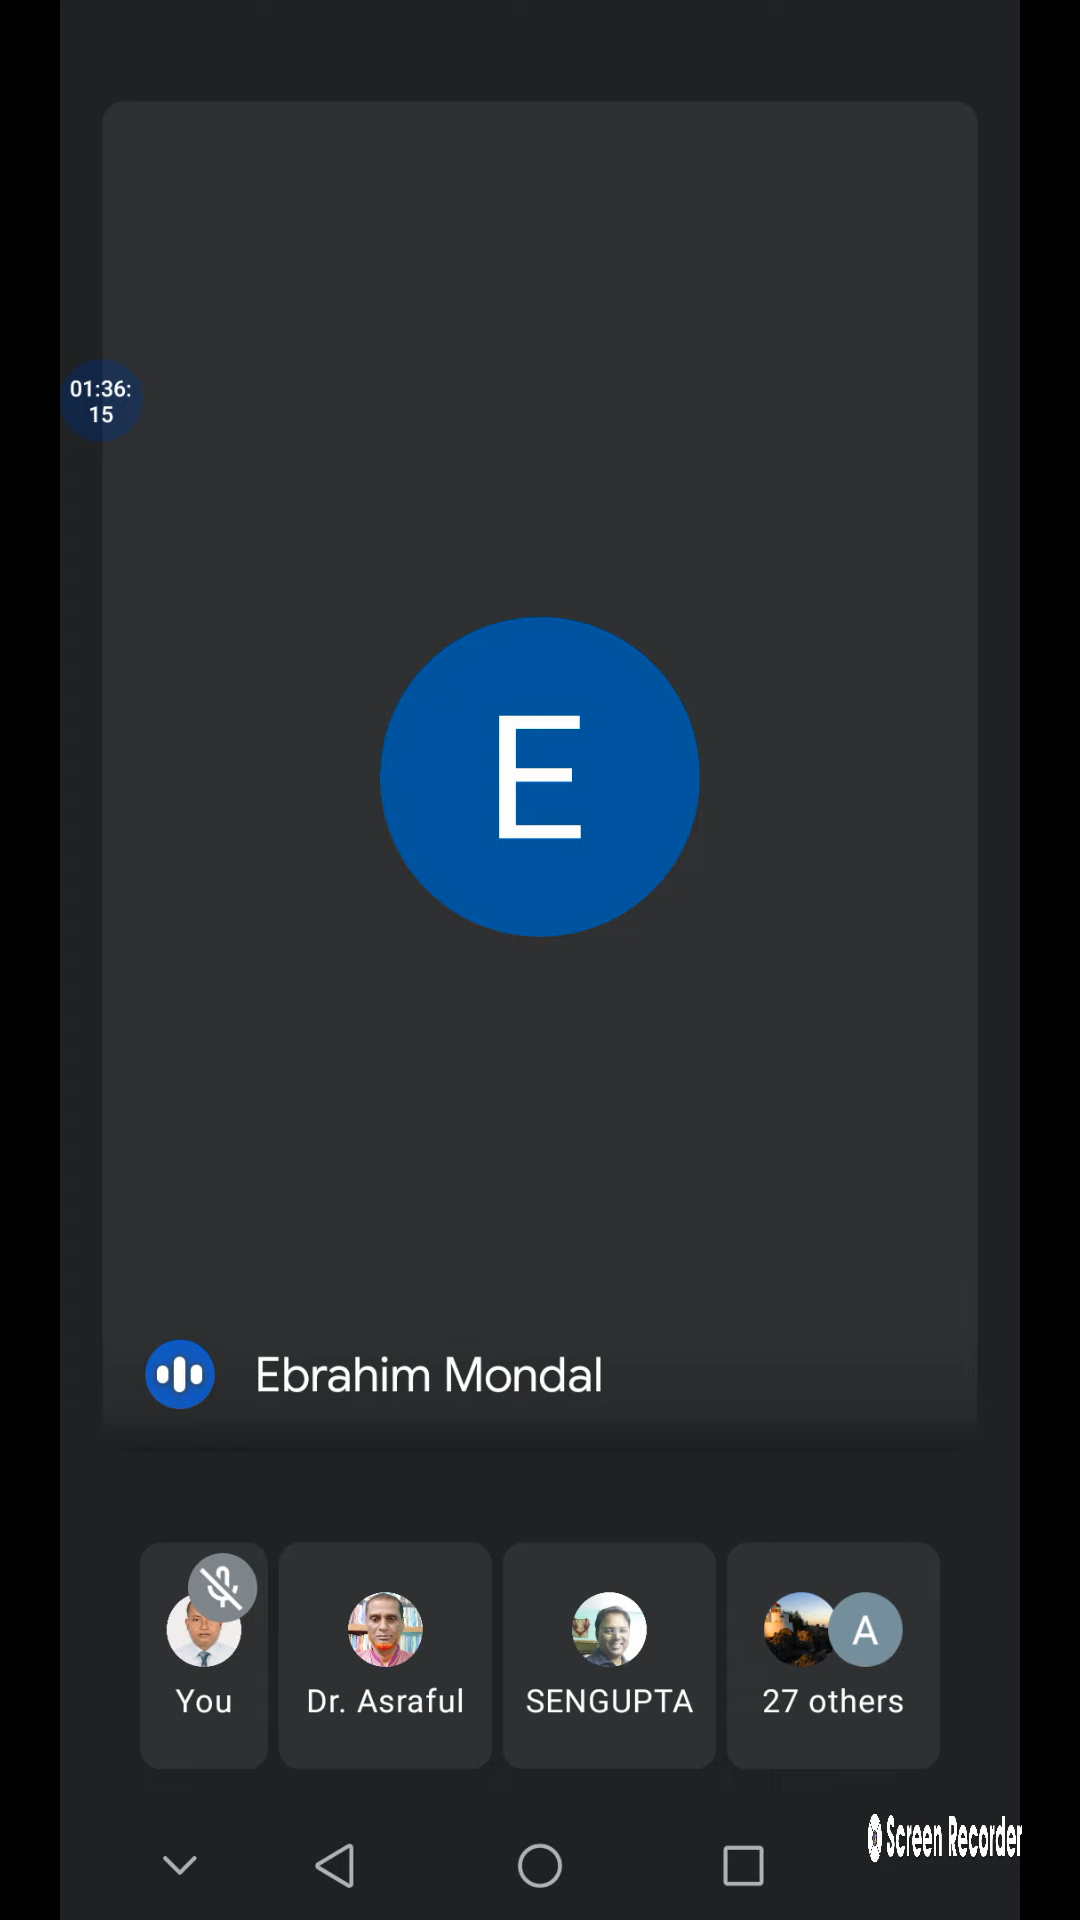 01:36:
15
E
Ebrahim Mondal
A
You
Dr. Asraful
SENGUPTA
27 others
Screen Recorder